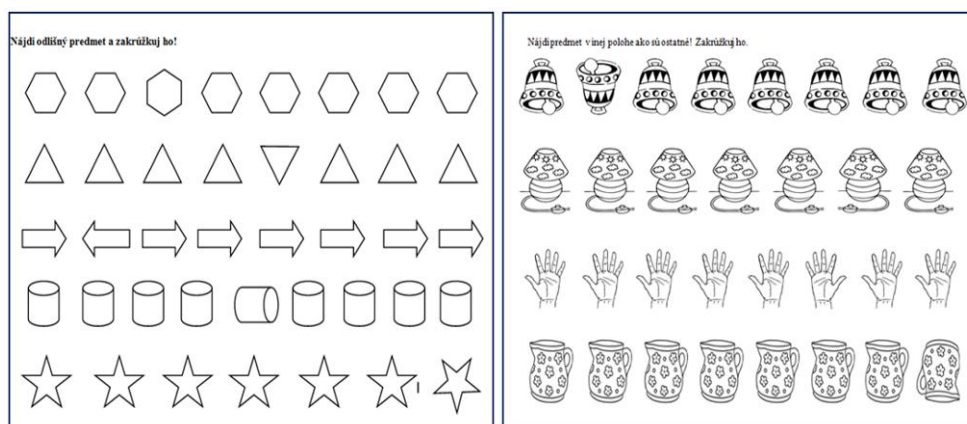 Nájdi odlišný predmet a zakrúžkuj ho!
Nájdi predmet v inej polohe ako sú ostatné! Zakrúžkuj ho.